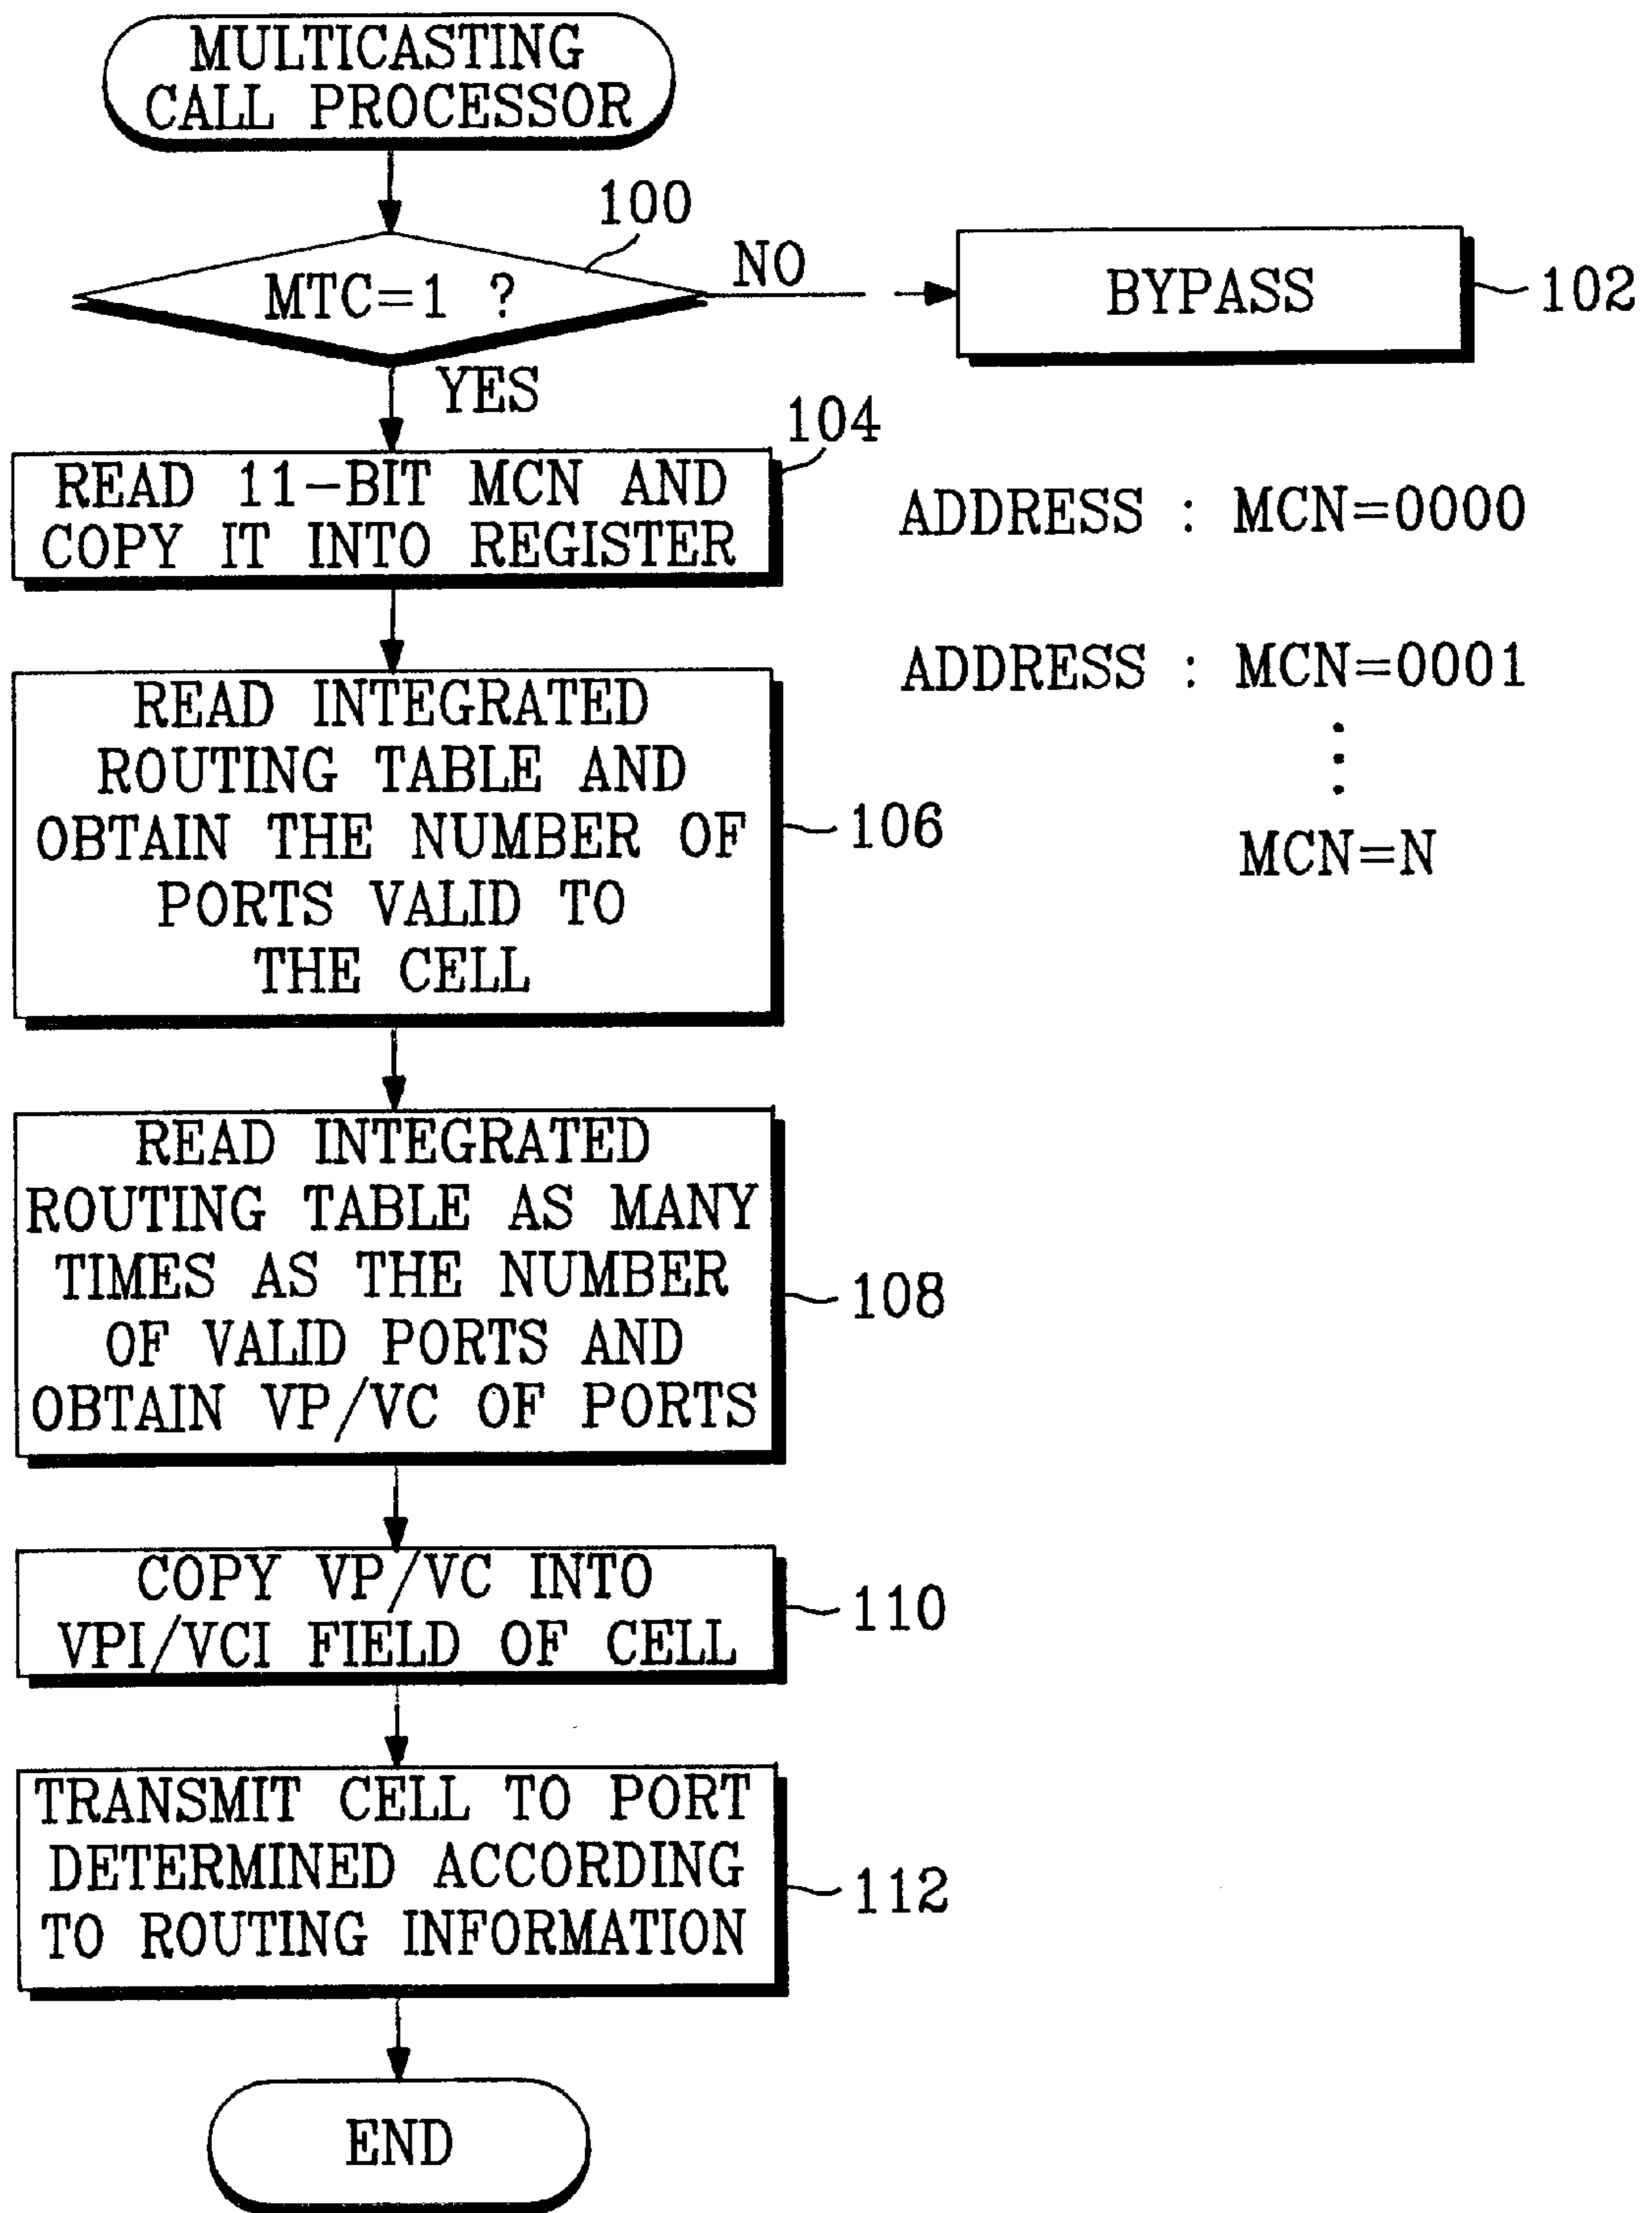 MULTICASTING
CALL PROCESSOR
100
MTC=1 ?
NO
BYPASS
102
YES
104
READ 11-BIT MCN AND
COPY IT INTO REGISTER
ADDRESS : MCN=0000
ADDRESS : MCN=0001
MCN=N
READ INTEGRATED
ROUTING TABLE AND
OBTAIN THE NUMBER OF
PORTS VALID TO
THE CELL
106
READ INTEGRATED
ROUTING TABLE AS MANY
TIMES AS THE NUMBER
OF VALID PORTS AND
OBTAIN VP/VC OF PORTS
108
COPY VP/VC INTO
VPI/VCI FIELD OF CELL
110
TRANSMIT CELL TO PORT
DETERMINED ACCORDING
TO ROUTING INFORMATION
112
END